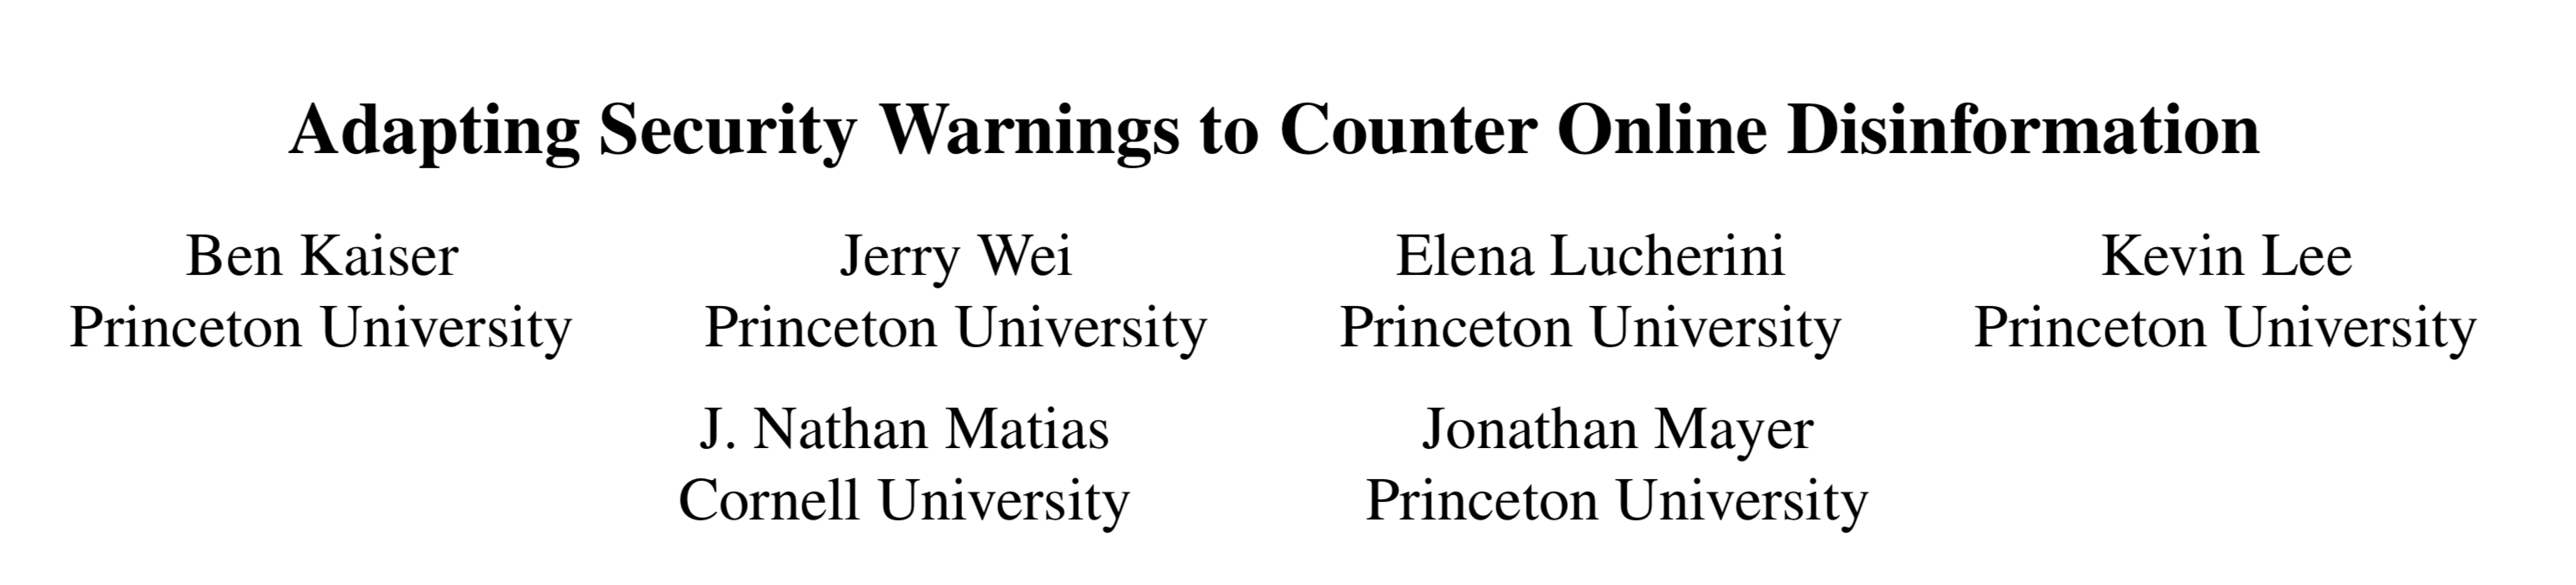 Adapting Security Warnings to Counter Online Disinformation
Ben Kaiser
Princeton University
Jerry Wei
Princeton University
Elena Lucherini
Princeton University
Kevin Lee
Princeton University
J. Nathan Matias
Cornell University
Jonathan Mayer
Princeton University